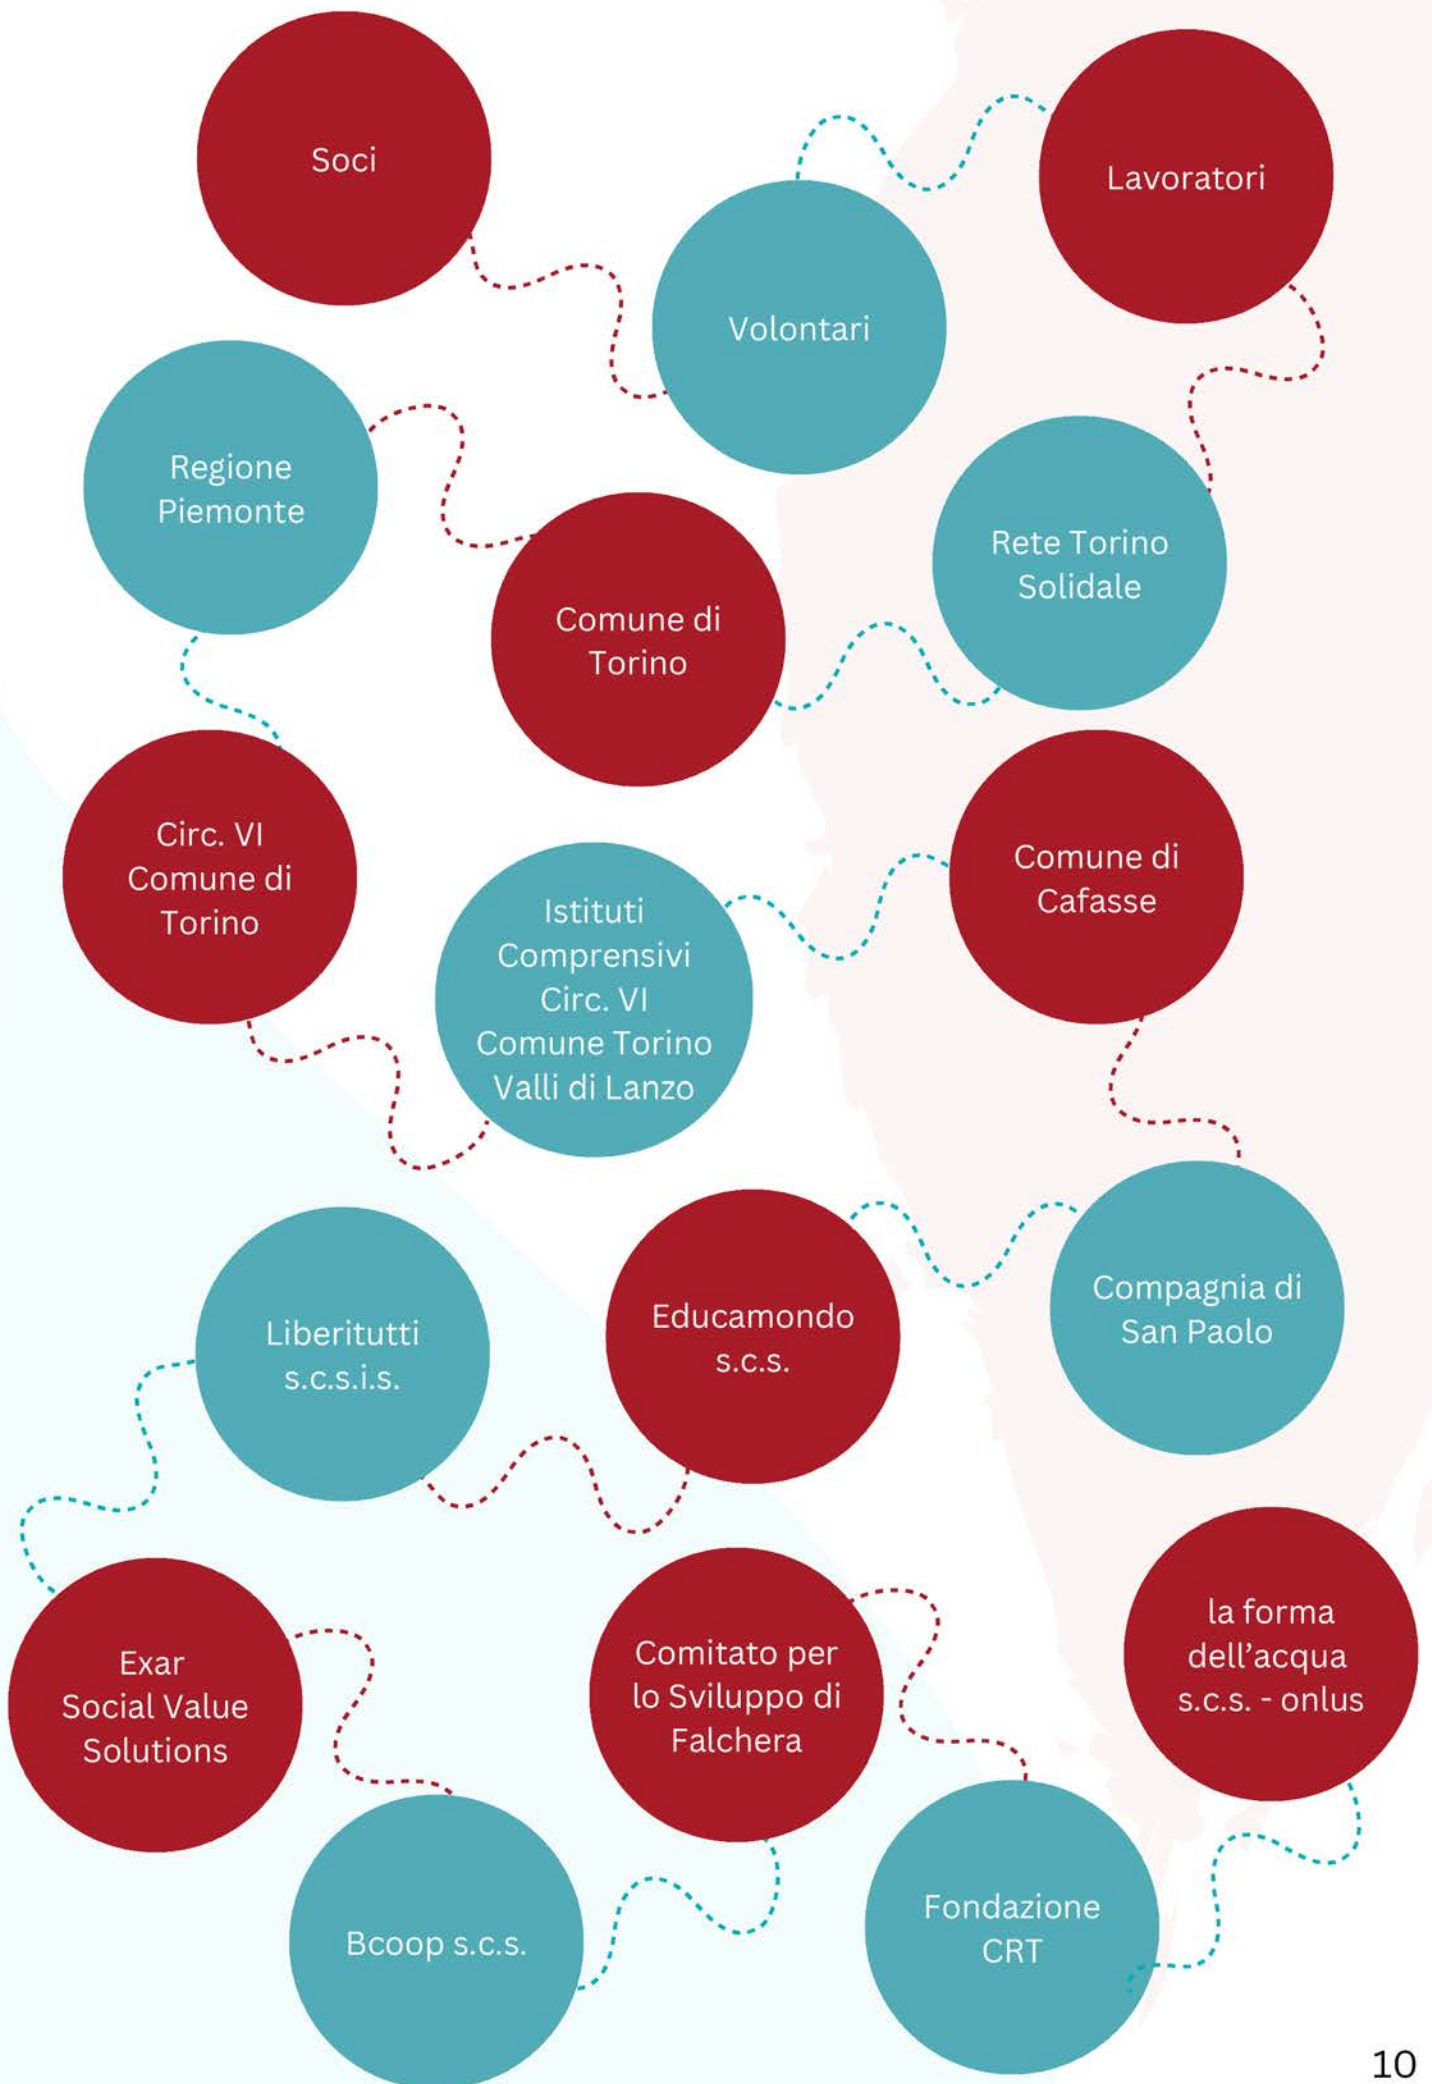 Soci
Lavoratori
Volontari
Regione
Piemonte
Rete Torino
Solidale
Comune di
Torino
Circ. VI
Comune di
Torino
Istituti
Comprensivi
Circ. VI
Comune Torino
Valli di Lanzo
Comune di
Cafasse
Compagnia di
San Paolo
Educamondo
s.c.s.
Liberitutti
s.c.s.i.s.
Exar
Social Value
Solutions
Comitato per
lo Sviluppo di
Falchera
la forma
dell’acqua
s.c.s. - onlus
Bcoop s.c.s.
Fondazione
CRT
10